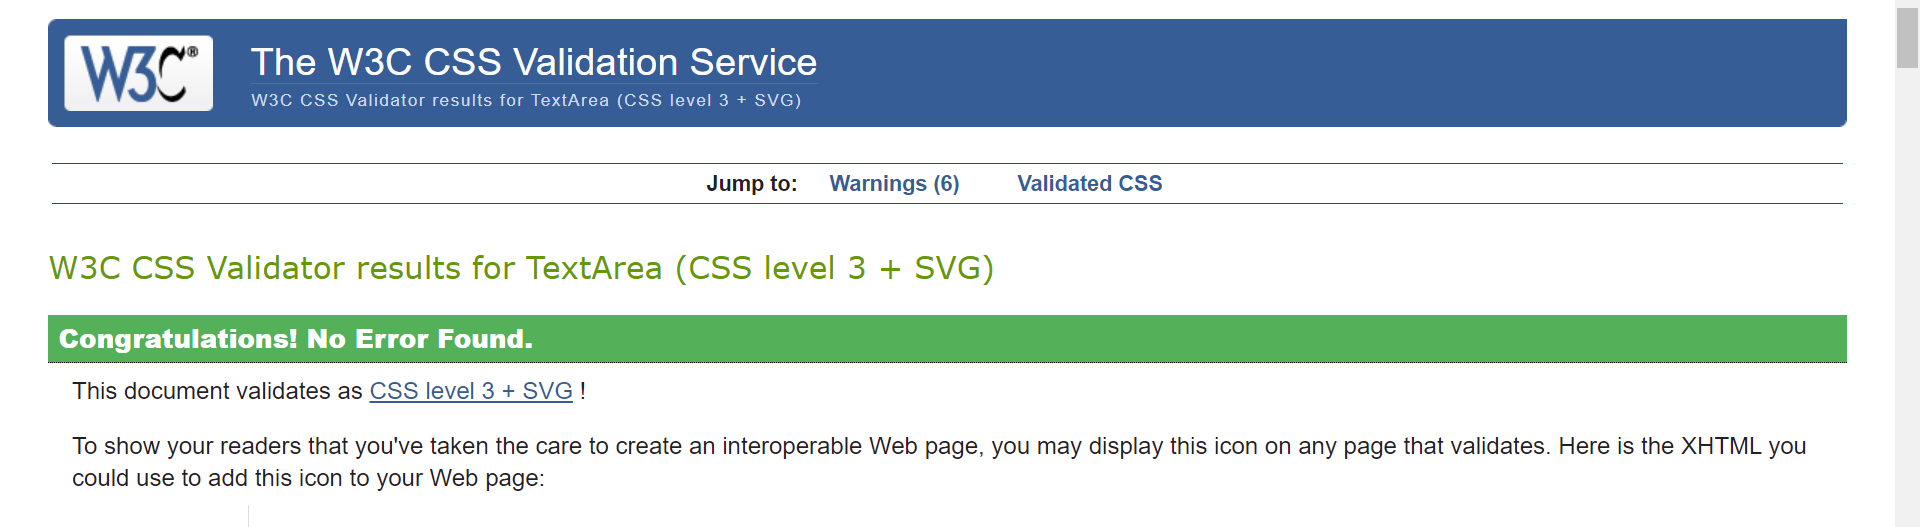 W3C®
The W3C CSS Validation Service
W3C CSS Validator results for TextArea (CSS level 3 + SVG)
Jump to: Warnings (6) Validated CSS
W3C CSS Validator results for TextArea (CSS level 3 + SVG)
Congratulations! No Error Found.
This document validates as CSS level 3 + SVG !
To show your readers that you've taken the care to create an interoperable Web page, you may display this icon on any page that validates. Here is the XHTML you
could use to add this icon to your Web page: